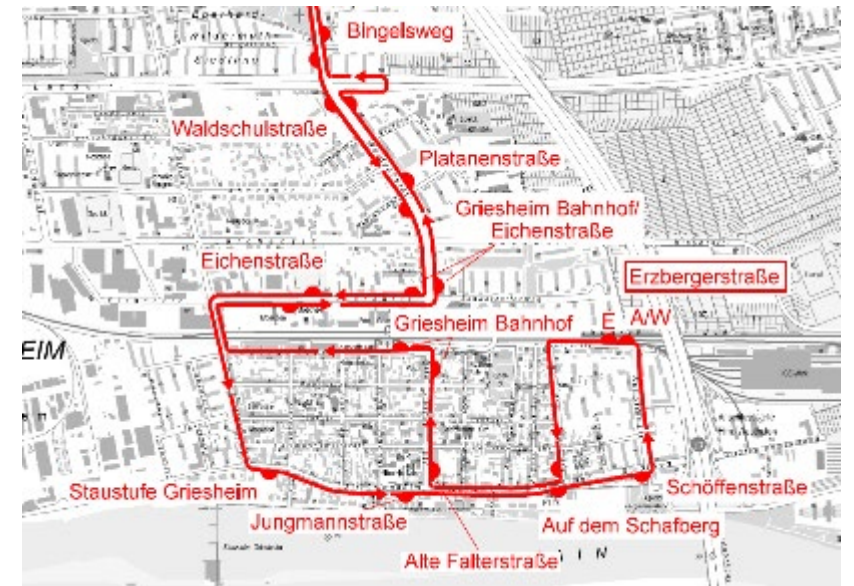 Bingelsweg
Waldschulstraße
Platanenstraße
Griesheim Bahnhof/
Eichenstraße
Eichenstraße
Erzbergerstraße
E
A/W
Griesheim Bahnhof
EIM
Staustufe Griesheim
Schöffenstraße
Jungmannstraße
Auf dem Schafberg
Alte Falterstraße
I N